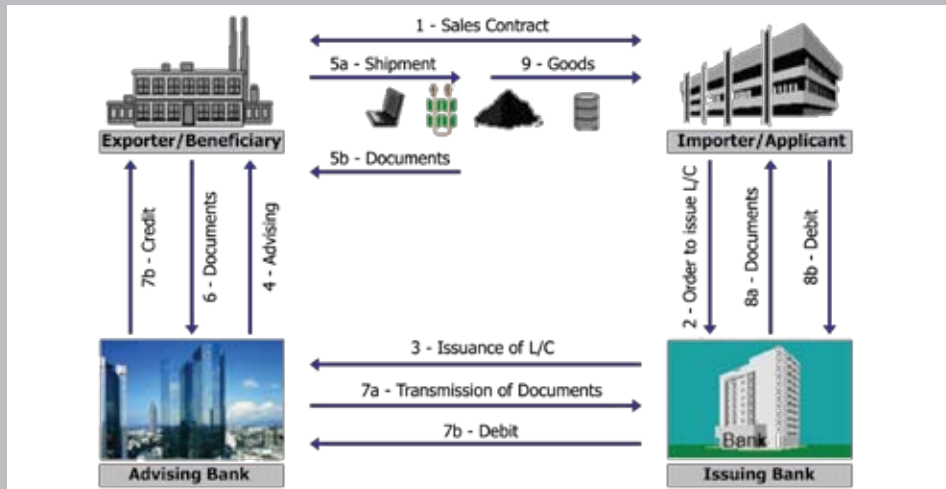 1 - Sales Contract
5a - Shipment
9 - Goods
Exporter/Beneficiary
Importer/Applicant
5b - Documents
7b - Credit
6 - Documents
4 - Advising
2 - Order to issue L/C
8a - Documents
8b - Debit
3 - Issuance of L/C
7a - Transmission of Documents
7b - Debit
Bank
Advising Bank
Issuing Bank